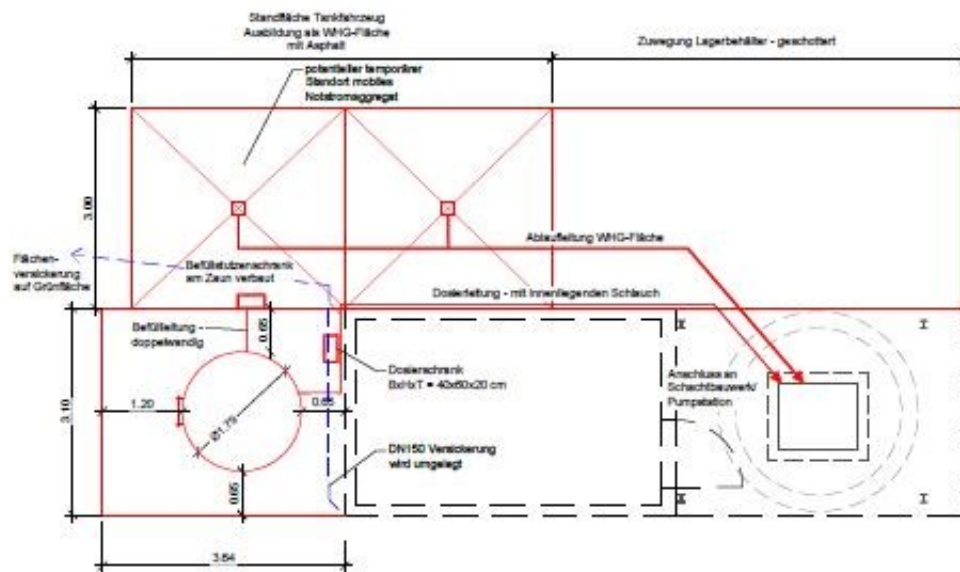 Standfläche Tankfahrzeug
Ausbildung als WHG-Fläche
mit Asphalt
Zuwegung Lagerbehälter - geschottert
potentieller temporärer
Standort mobiles
Notstromaggregat
3.00
Ablaufleitung WHG-Fläche
Flächen-
versickerung
auf Grünfläche
Befüllstutzenschrank
am Zaun verbaut
Dosierleitung - mit innenliegenden Schlauch
Befülleitung
doppelwandig
0.65
Dosierschrank
BxHxT = 40x60x20 cm
Anschluss an
Schachtbauwerk/
Pumpstation
3.10
1.20
Ø1.79
0.65
DN150 Versickerung
wird umgelegt
0.65
3.64